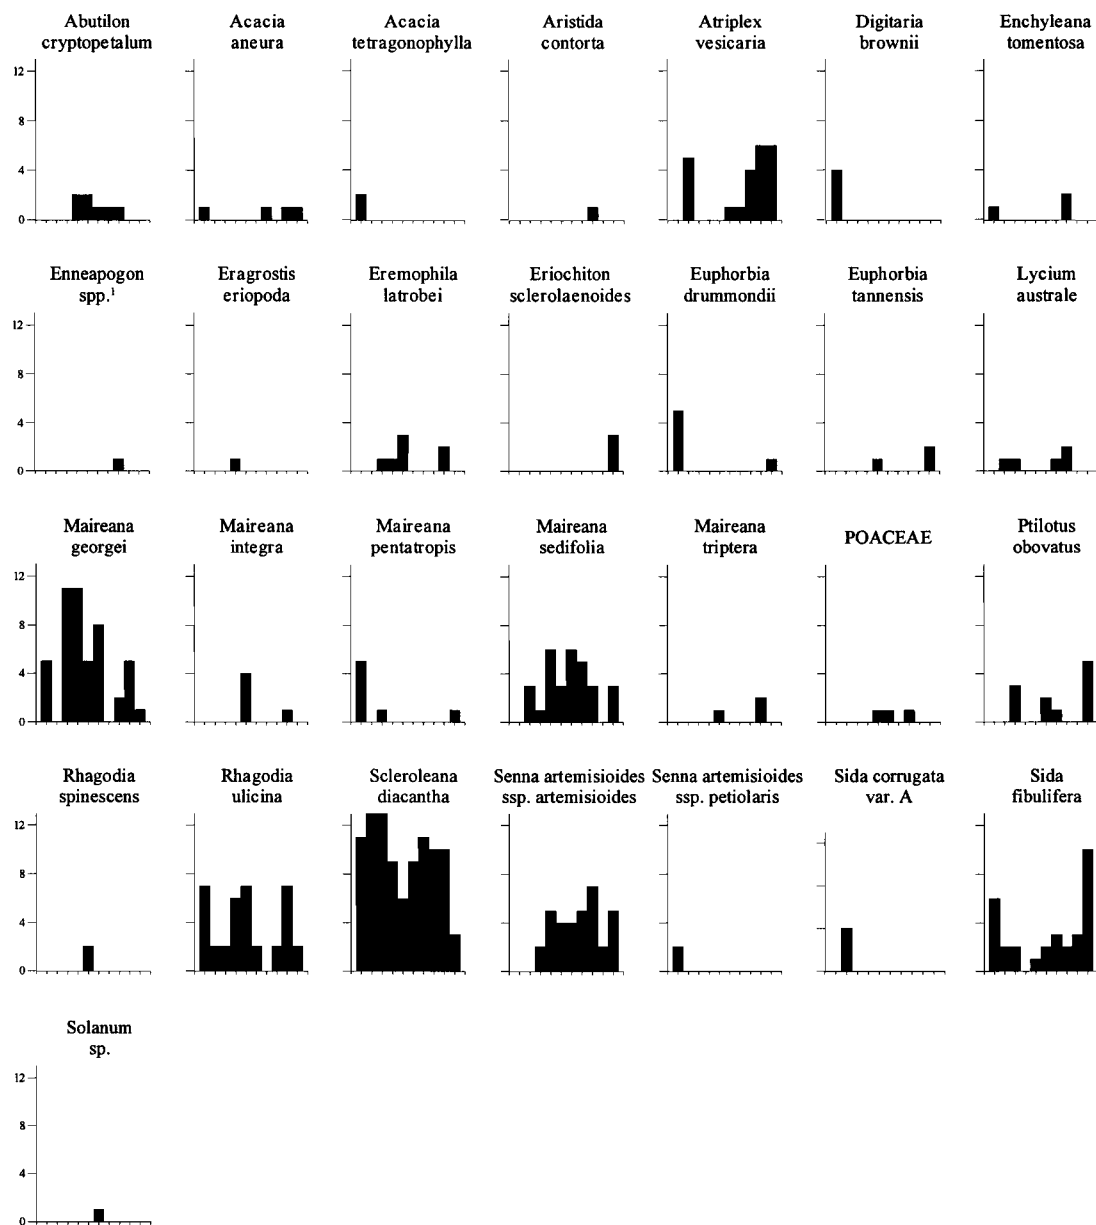 Abutilon
cryptopetalum
Acacia
aneura
Acacia
tetragonophylla
Aristida
contorta
Atriplex
vesicaria
Digitaria
brownii
Enchyleana
tomentosa
12
8
4
0
Enneapogon
spp.¹
Eragrostis
eriopoda
Eremophila
latrobei
Eriochiton
sclerolaenoides
Euphorbia
drummondii
Euphorbia
tannensis
Lycium
australe
12
8
4
0
Maireana
georgei
Maireana
integra
Maireana
pentatropis
Maireana
sedifolia
Maireana
triptera
POACEAE
Ptilotus
obovatus
12
8
4
0
Rhagodia
spinescens
Rhagodia
ulicina
Scleroleana
diacantha
Senna artemisioides
ssp. artemisioides
Senna artemisioides
ssp. petiolaris
Sida corrugata
var. A
Sida
fibulifera
12
8
4
0
Solanum
sp.
12
8
4
0